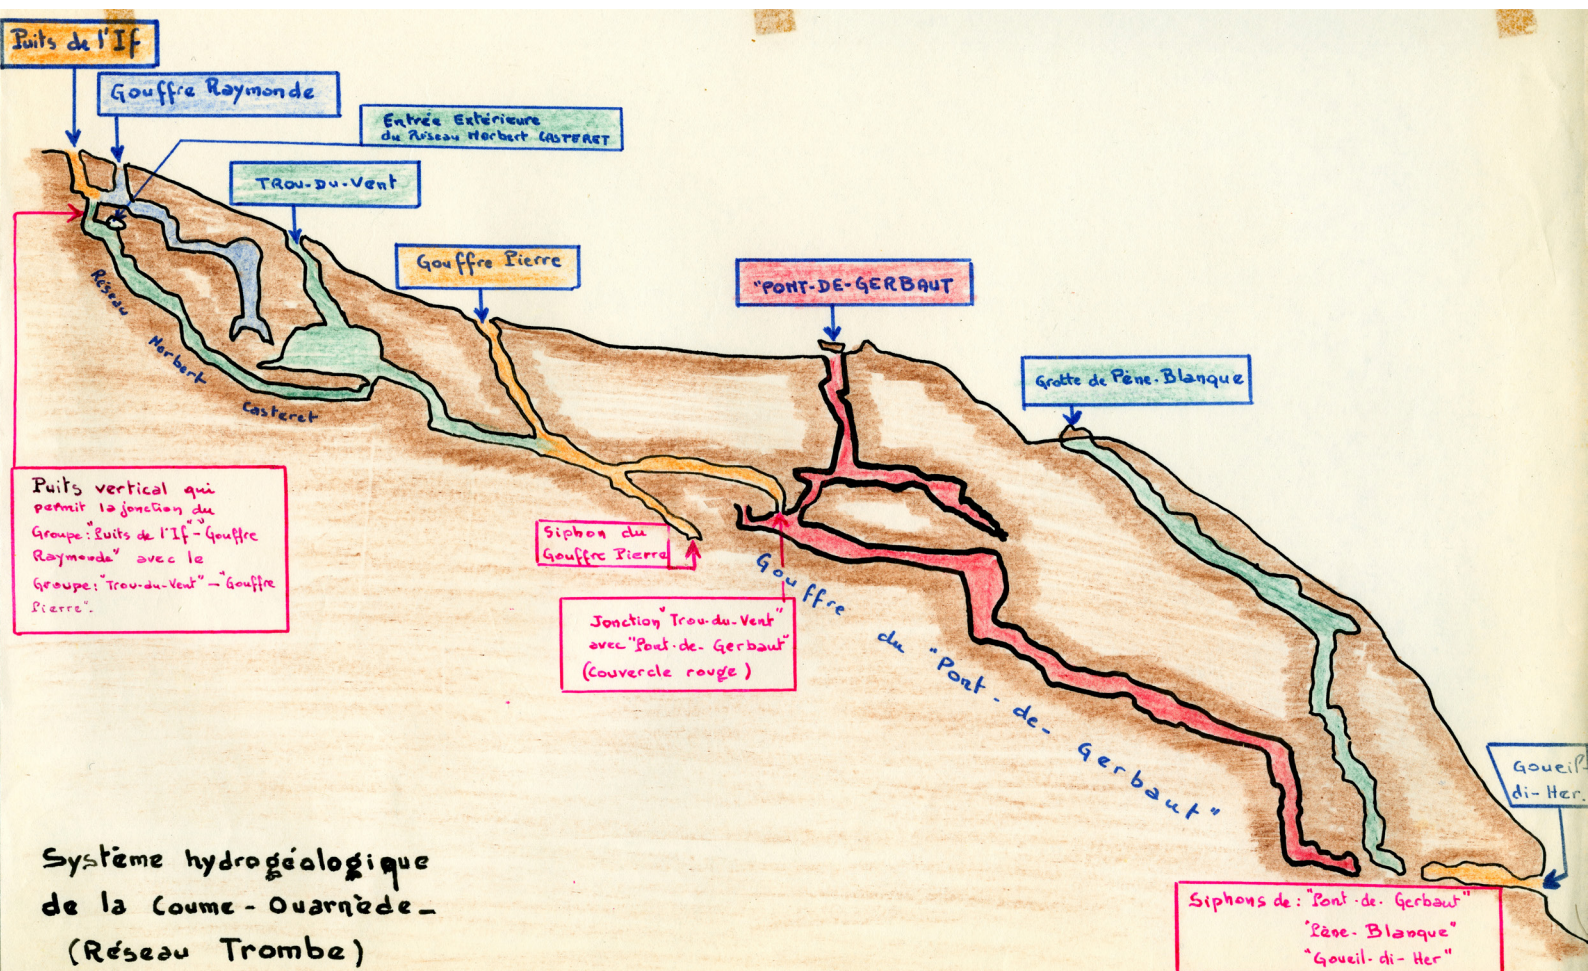 Puits de l'If
Gouffre Raymonde
Entrée Extérieure
du Réseau Norbert CASTERET
TROU-DU-VENT
Gouffre Pierre
"PONT-DE-GERBAUT
Grotte de Pène-Blanque
Goueil-
di-Her.
Réseau
Norbert
Casteret
Puits vertical qui
permit la jonction du
Groupe: "Puits de l'If"-"Gouffre
Raymonde" avec le
Groupe: "Trou-du-Vent" - "Gouffre
Pierre".
Siphon du
Gouffre Pierre
Jonction "Trou-du-Vent"
avec "Pont-de-Gerbaut"
(couvercle rouge)
Gouffre du "Pont-de-Gerbaut"
Système hydrogéologique
de la Coume-Ouarnède-
(Réseau Trombe)
Siphons de: "Pont-de-Gerbaut"
"Pène-Blanque"
"Goueil-di-Her"